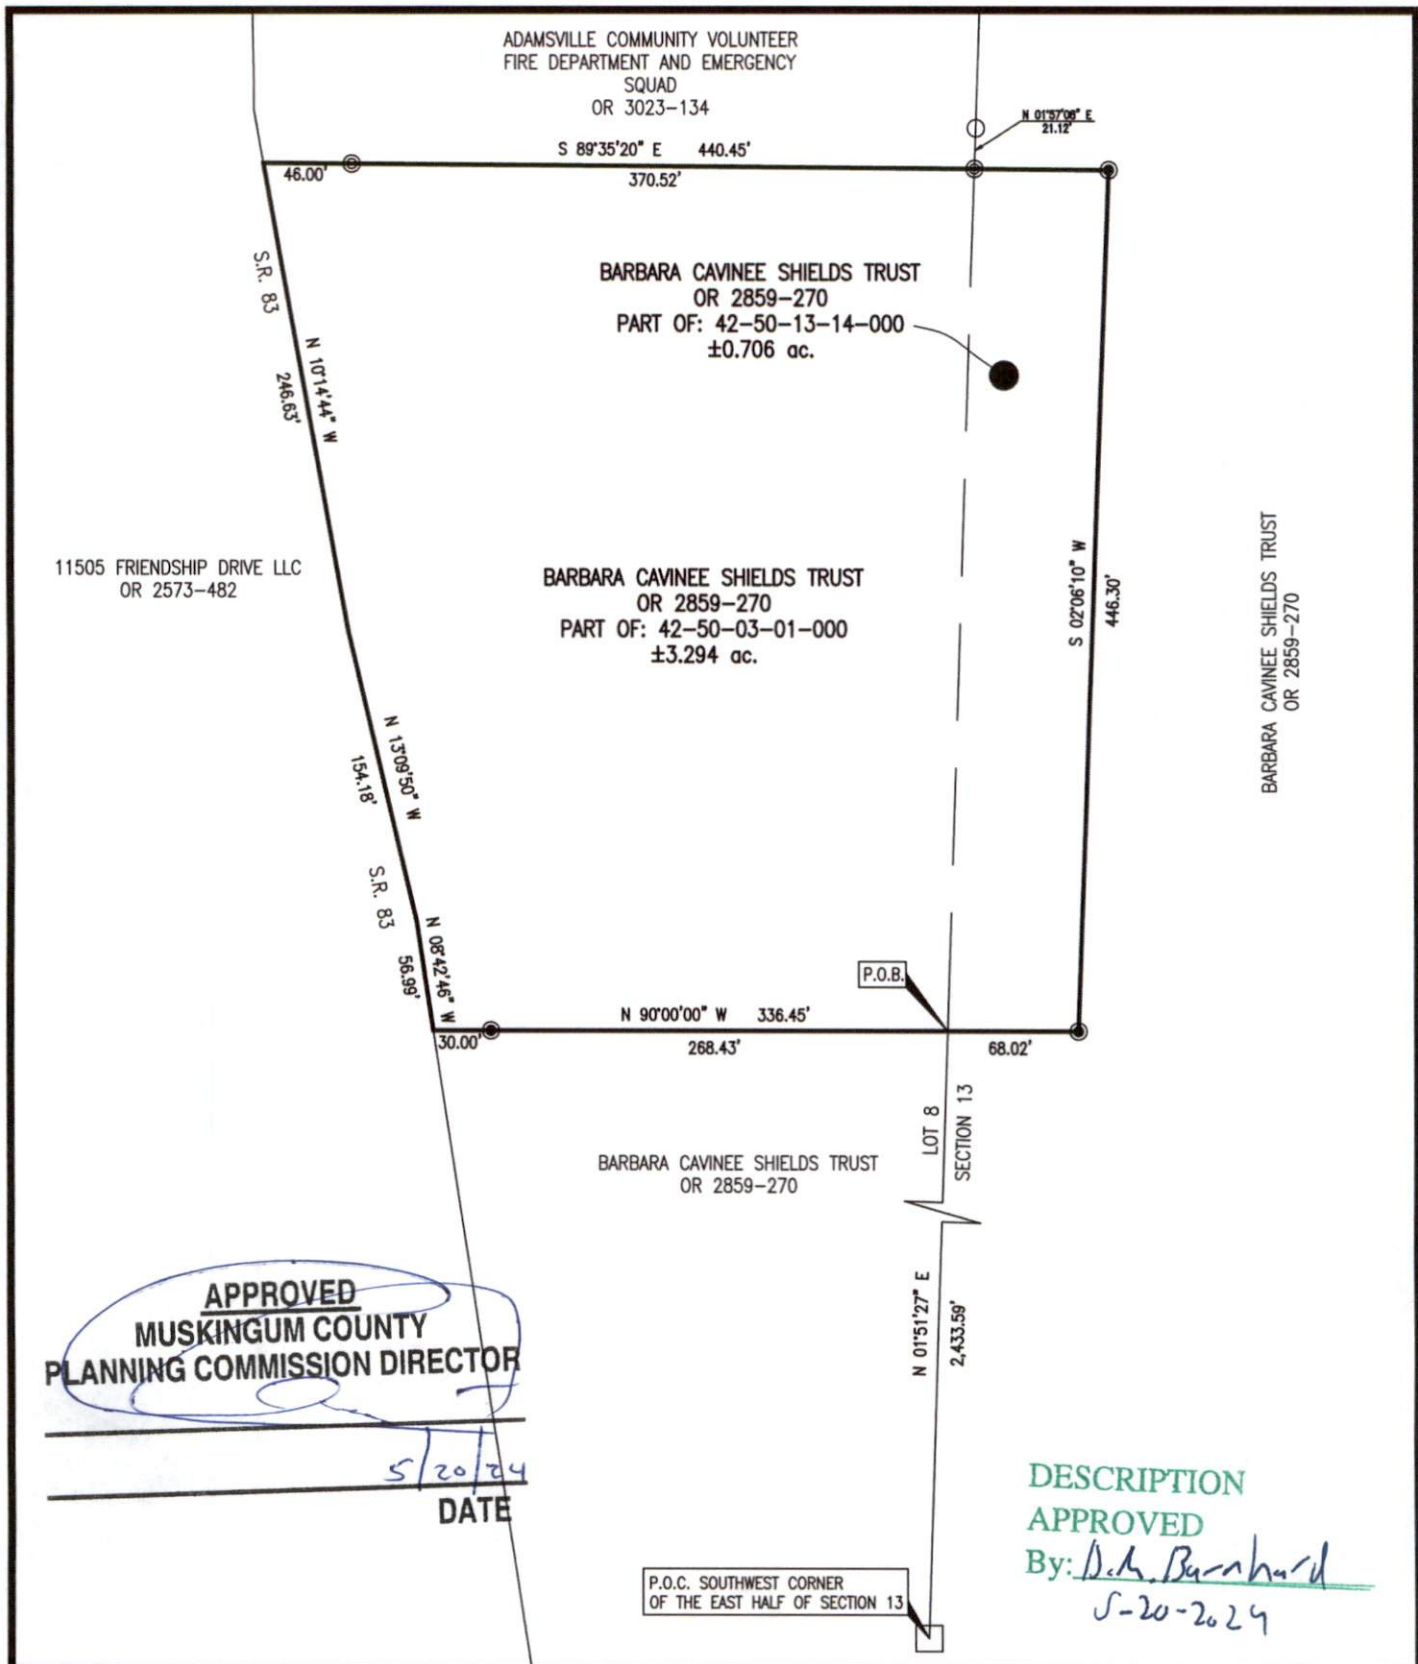 ADAMSVILLE COMMUNITY VOLUNTEER
FIRE DEPARTMENT AND EMERGENCY
SQUAD
OR 3023-134
N 01°57'06" E
21.12'
S 89°35'20" E 440.45'
46.00'
370.52'
S.R. 83
N 10°14'44" W
246.63'
BARBARA CAVINEE SHIELDS TRUST
OR 2859-270
PART OF: 42-50-13-14-000
±0.706 ac.
11505 FRIENDSHIP DRIVE LLC
OR 2573-482
BARBARA CAVINEE SHIELDS TRUST
OR 2859-270
PART OF: 42-50-03-01-000
±3.294 ac.
S 02°06'10" W
446.30'
BARBARA CAVINEE SHIELDS TRUST
OR 2859-270
N 13°09'50" W
154.18'
S.R. 83
N 08°42'46" W
56.99'
P.O.B.
N 90°00'00" W 336.45'
30.00'
268.43'
68.02'
LOT 8
SECTION 13
BARBARA CAVINEE SHIELDS TRUST
OR 2859-270
N 01°51'27" E
2,433.59'
APPROVED
MUSKINGUM COUNTY
PLANNING COMMISSION DIRECTOR
5/20/24
DATE
DESCRIPTION
APPROVED
By: D.M. Barnhard
5-20-2024
P.O.C. SOUTHWEST CORNER
OF THE EAST HALF OF SECTION 13